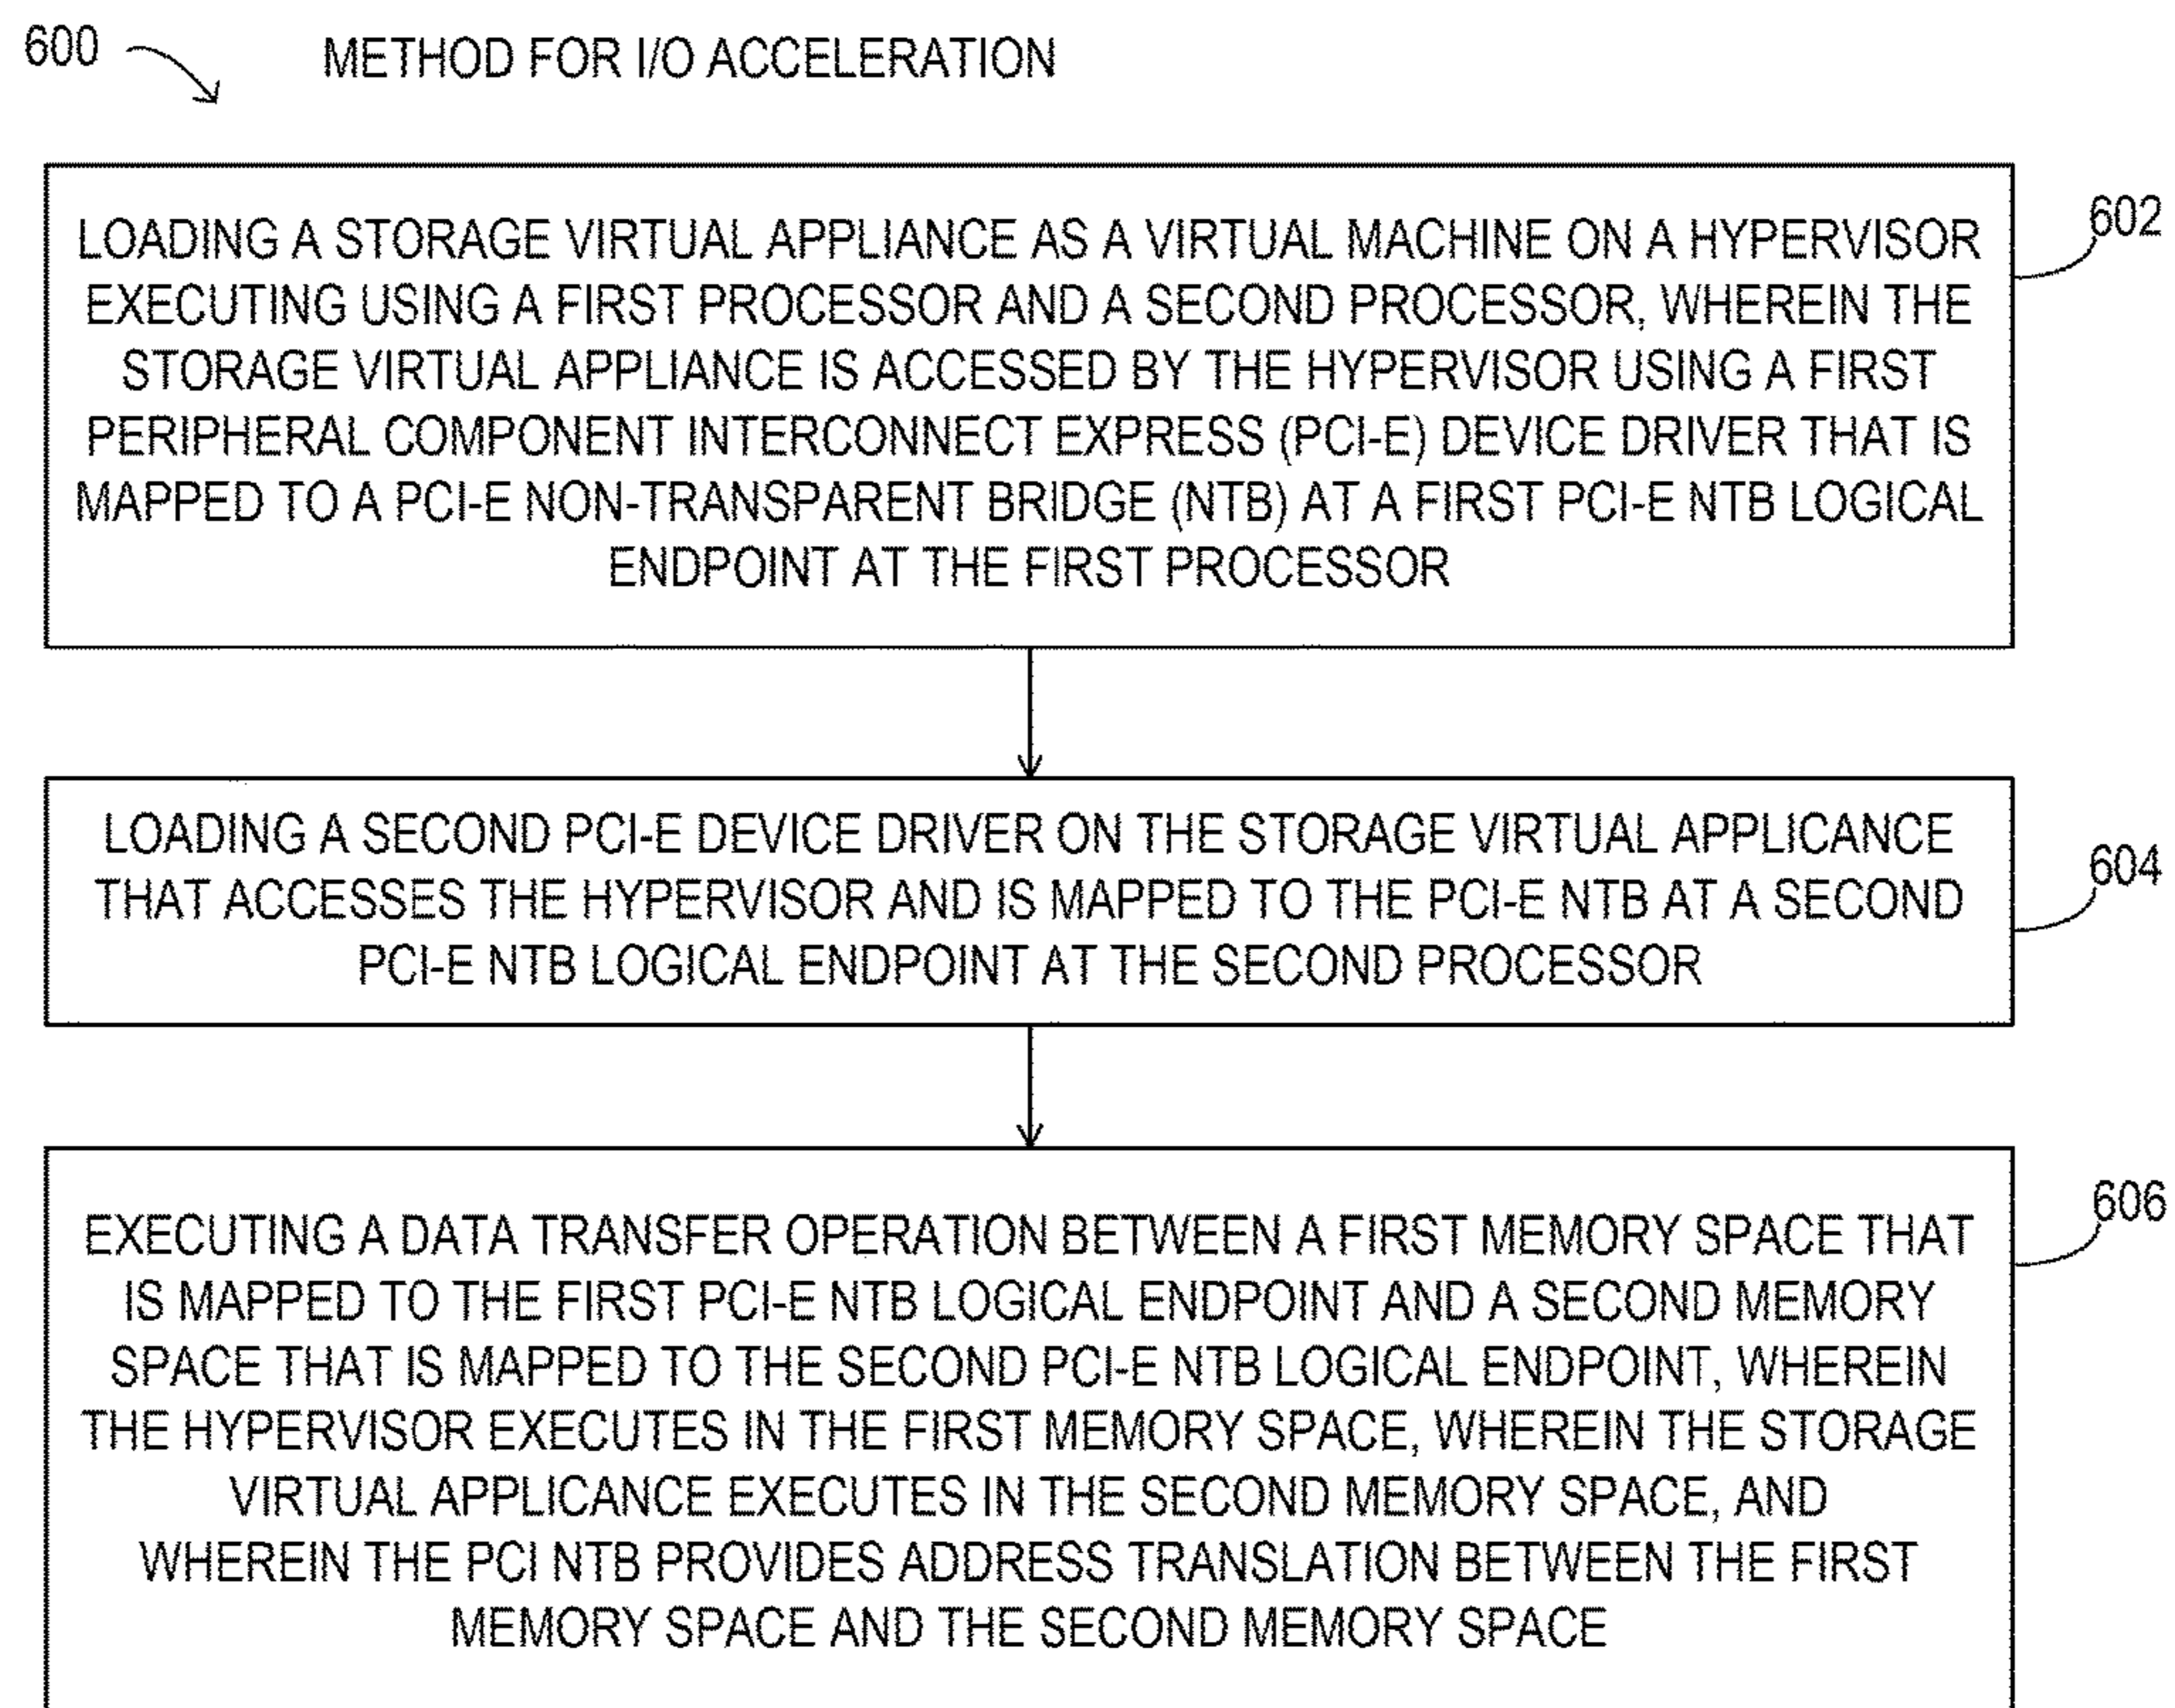 600
METHOD FOR I/O ACCELERATION
LOADING A STORAGE VIRTUAL APPLIANCE AS A VIRTUAL MACHINE ON A HYPERVISOR
EXECUTING USING A FIRST PROCESSOR AND A SECOND PROCESSOR, WHEREIN THE
STORAGE VIRTUAL APPLIANCE IS ACCESSED BY THE HYPERVISOR USING A FIRST
PERIPHERAL COMPONENT INTERCONNECT EXPRESS (PCI-E) DEVICE DRIVER THAT IS
MAPPED TO A PCI-E NON-TRANSPARENT BRIDGE (NTB) AT A FIRST PCI-E NTB LOGICAL
ENDPOINT AT THE FIRST PROCESSOR
602
LOADING A SECOND PCI-E DEVICE DRIVER ON THE STORAGE VIRTUAL APPLICANCE
THAT ACCESSES THE HYPERVISOR AND IS MAPPED TO THE PCI-E NTB AT A SECOND
PCI-E NTB LOGICAL ENDPOINT AT THE SECOND PROCESSOR
604
EXECUTING A DATA TRANSFER OPERATION BETWEEN A FIRST MEMORY SPACE THAT
IS MAPPED TO THE FIRST PCI-E NTB LOGICAL ENDPOINT AND A SECOND MEMORY
SPACE THAT IS MAPPED TO THE SECOND PCI-E NTB LOGICAL ENDPOINT, WHEREIN
THE HYPERVISOR EXECUTES IN THE FIRST MEMORY SPACE, WHEREIN THE STORAGE
VIRTUAL APPLICANCE EXECUTES IN THE SECOND MEMORY SPACE, AND
WHEREIN THE PCI NTB PROVIDES ADDRESS TRANSLATION BETWEEN THE FIRST
MEMORY SPACE AND THE SECOND MEMORY SPACE
606